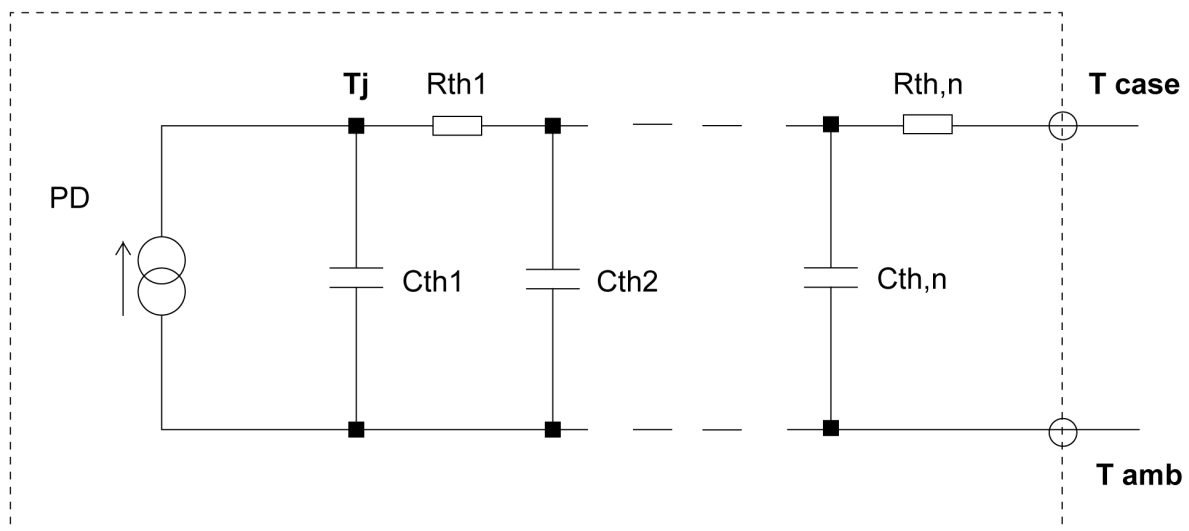 Tj
Rth1
Rth,n
T case
PD
Cth1
Cth2
Cth,n
T amb